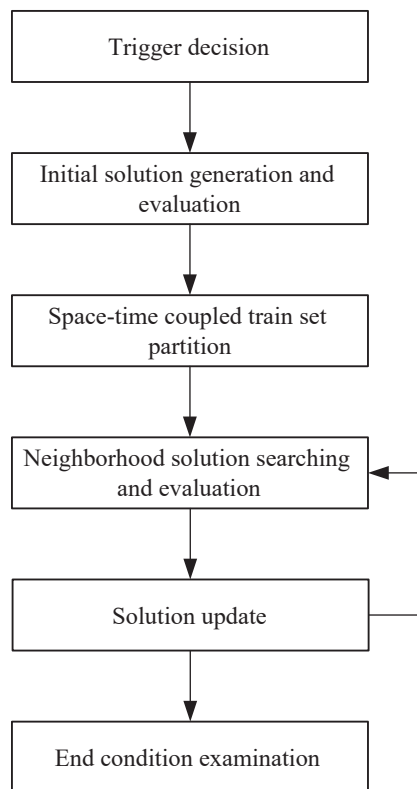 Trigger decision
Initial solution generation and
evaluation
Space-time coupled train set
partition
Neighborhood solution searching
and evaluation
Solution update
End condition examination